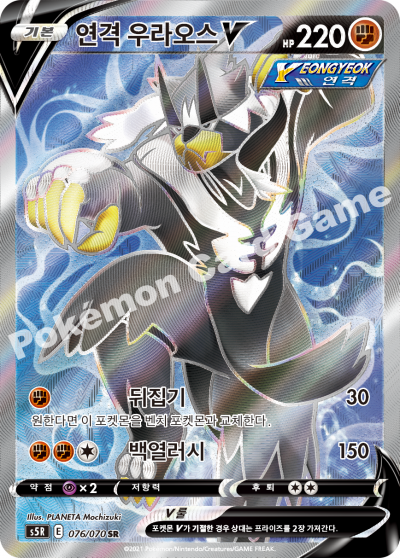 기본 연격 우라오스 V HP 220
YEONGYEOK
연격
Pokémon Card Game
뒤집기 30
원한다면 이 포켓몬을 벤치 포켓몬과 교체한다.
백열러시 150
약점 ×2 저항력 후퇴
Illus. PLANETA Mochizuki
V룰
s5R E 076/070 SR
포켓몬 V가 기절한 경우 상대는 프라이즈를 2장 가져간다.
©2021 Pokémon/Nintendo/Creatures/GAME FREAK.